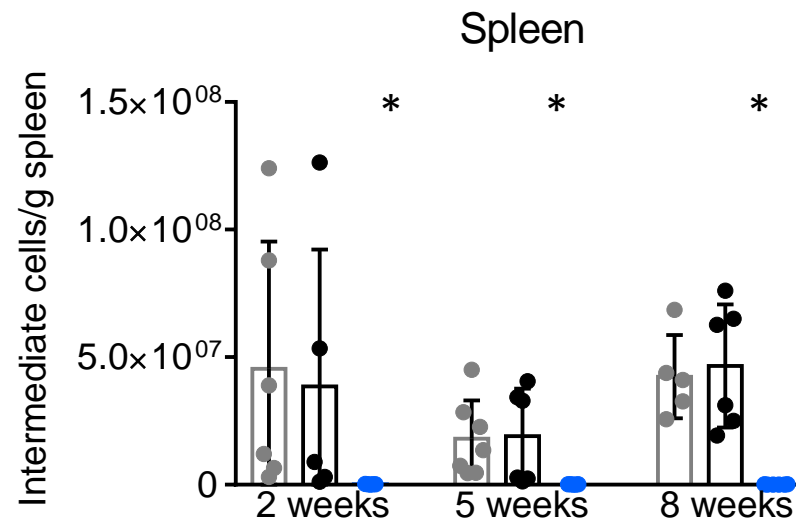 Spleen
Intermediate cells/g spleen
1.5×10⁰⁸
* * *
1.0×10⁰⁸
5.0×10⁰⁷
0
2 weeks 5 weeks 8 weeks